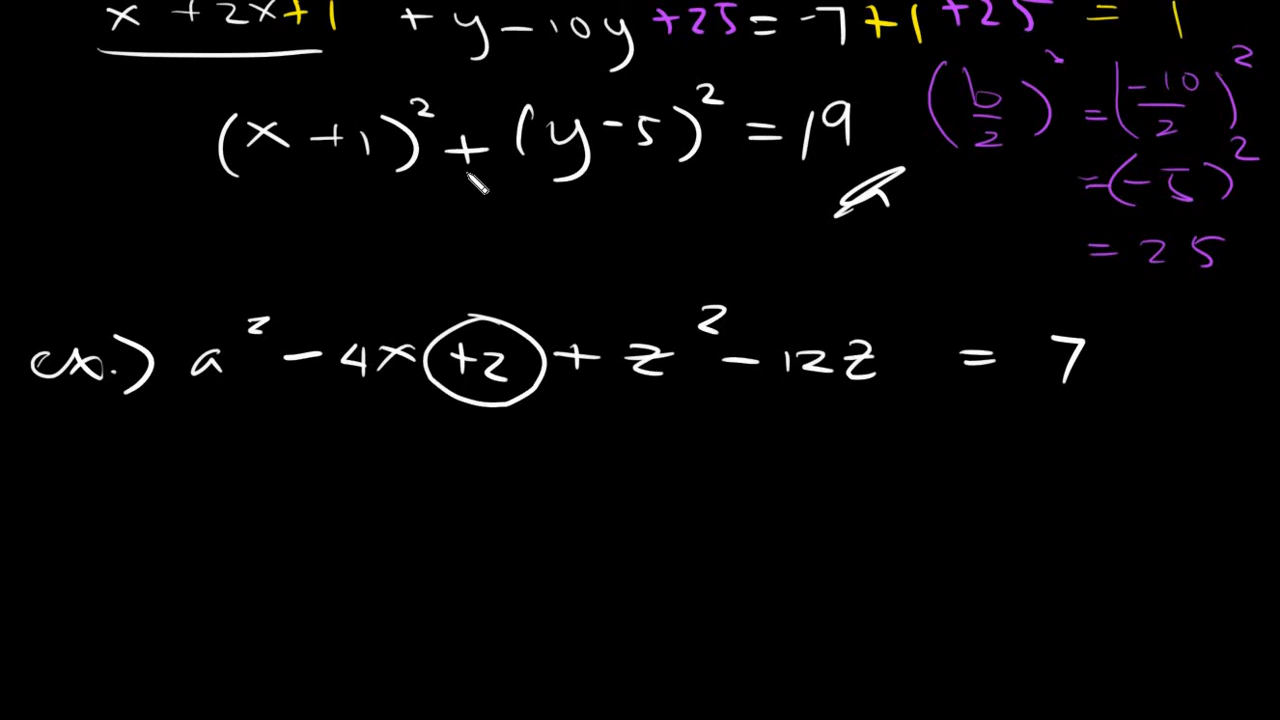 x + 2x +1 + y - 10y +25 = -7 +1 +25 = 1
(x + 1)² + (y - 5)² = 19
(b/2)² = (-10/2)²
= (-5)²
= 25
ex.) a² - 4x +2 + z² - 12z = 7